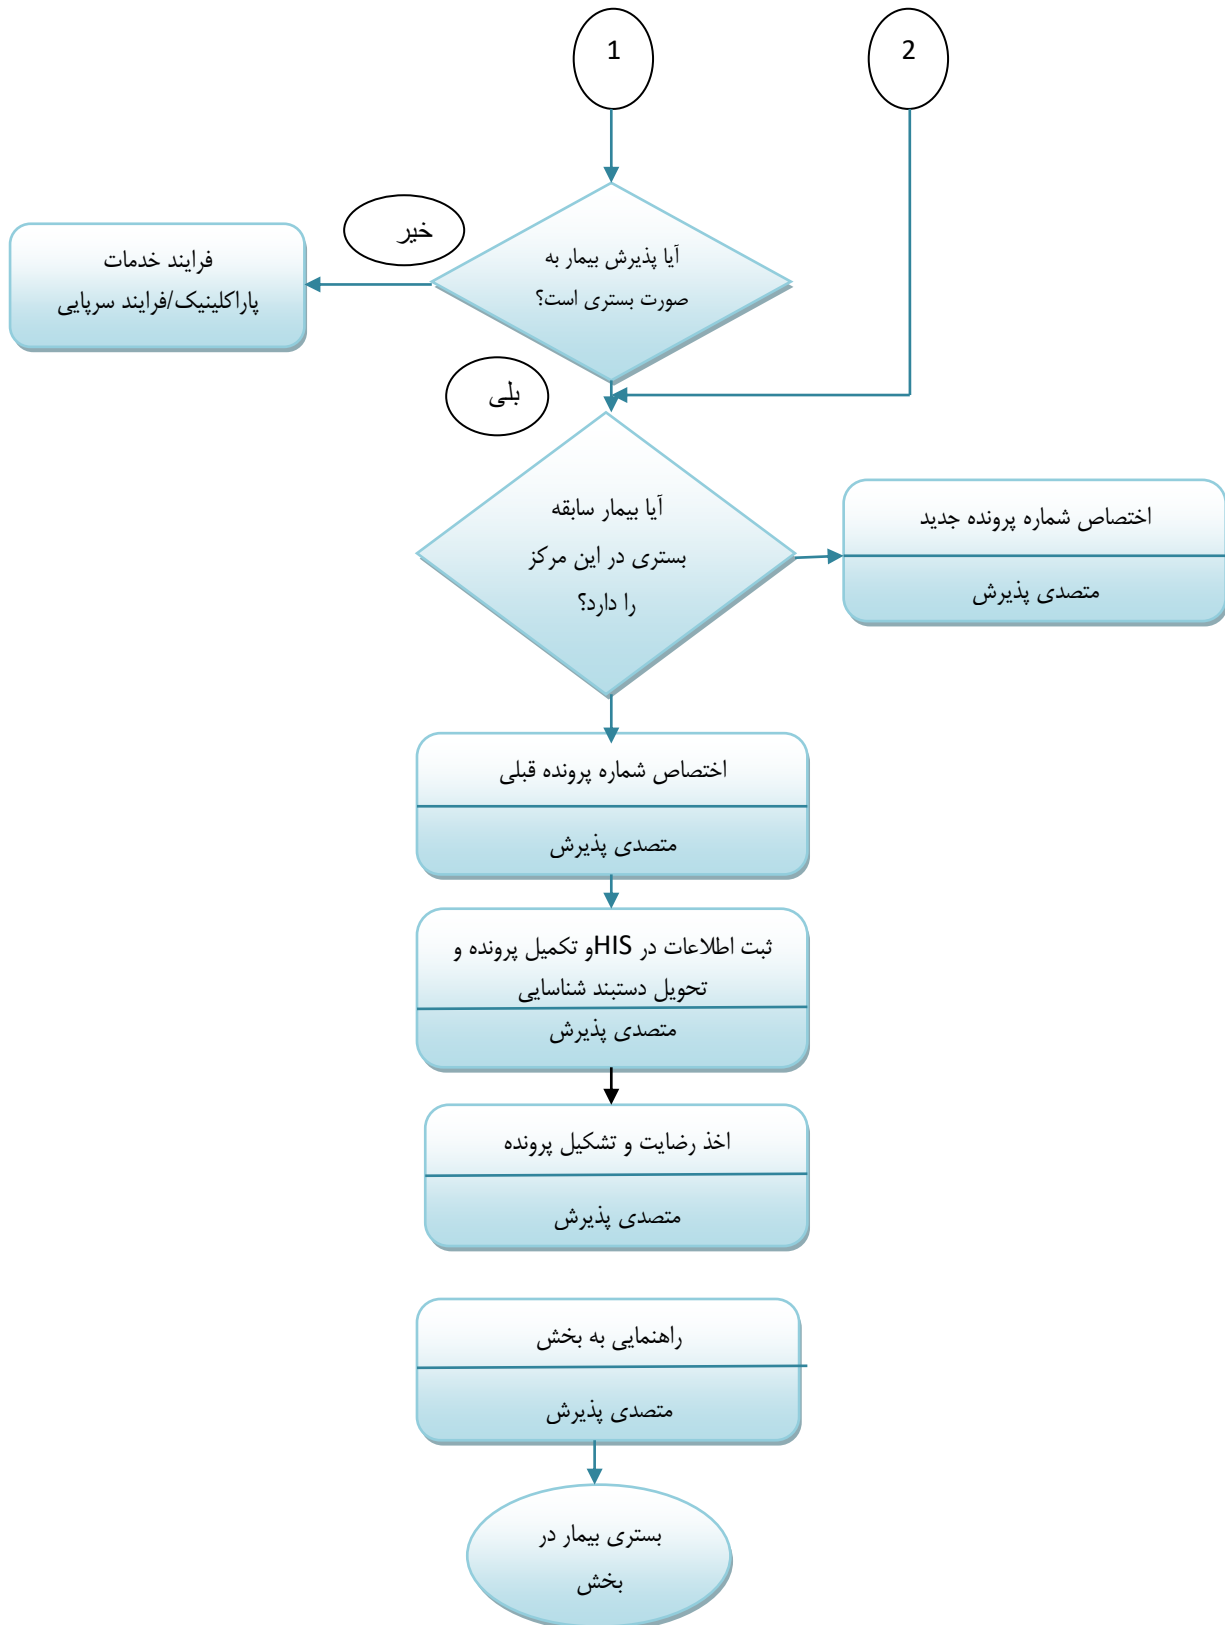 1
2
خیر
آیا پذیرش بیمار به
صورت بستری است؟
فرایند خدمات
پاراکلینیک/فرایند سرپایی
بلی
آیا بیمار سابقه
بستری در این مرکز
را دارد؟
اختصاص شماره پرونده جدید
متصدی پذیرش
اختصاص شماره پرونده قبلی
متصدی پذیرش
ثبت اطلاعات در HISو تکمیل پرونده و
تحویل دستبند شناسایی
متصدی پذیرش
اخذ رضایت و تشکیل پرونده
متصدی پذیرش
راهنمایی به بخش
متصدی پذیرش
بستری بیمار در
بخش